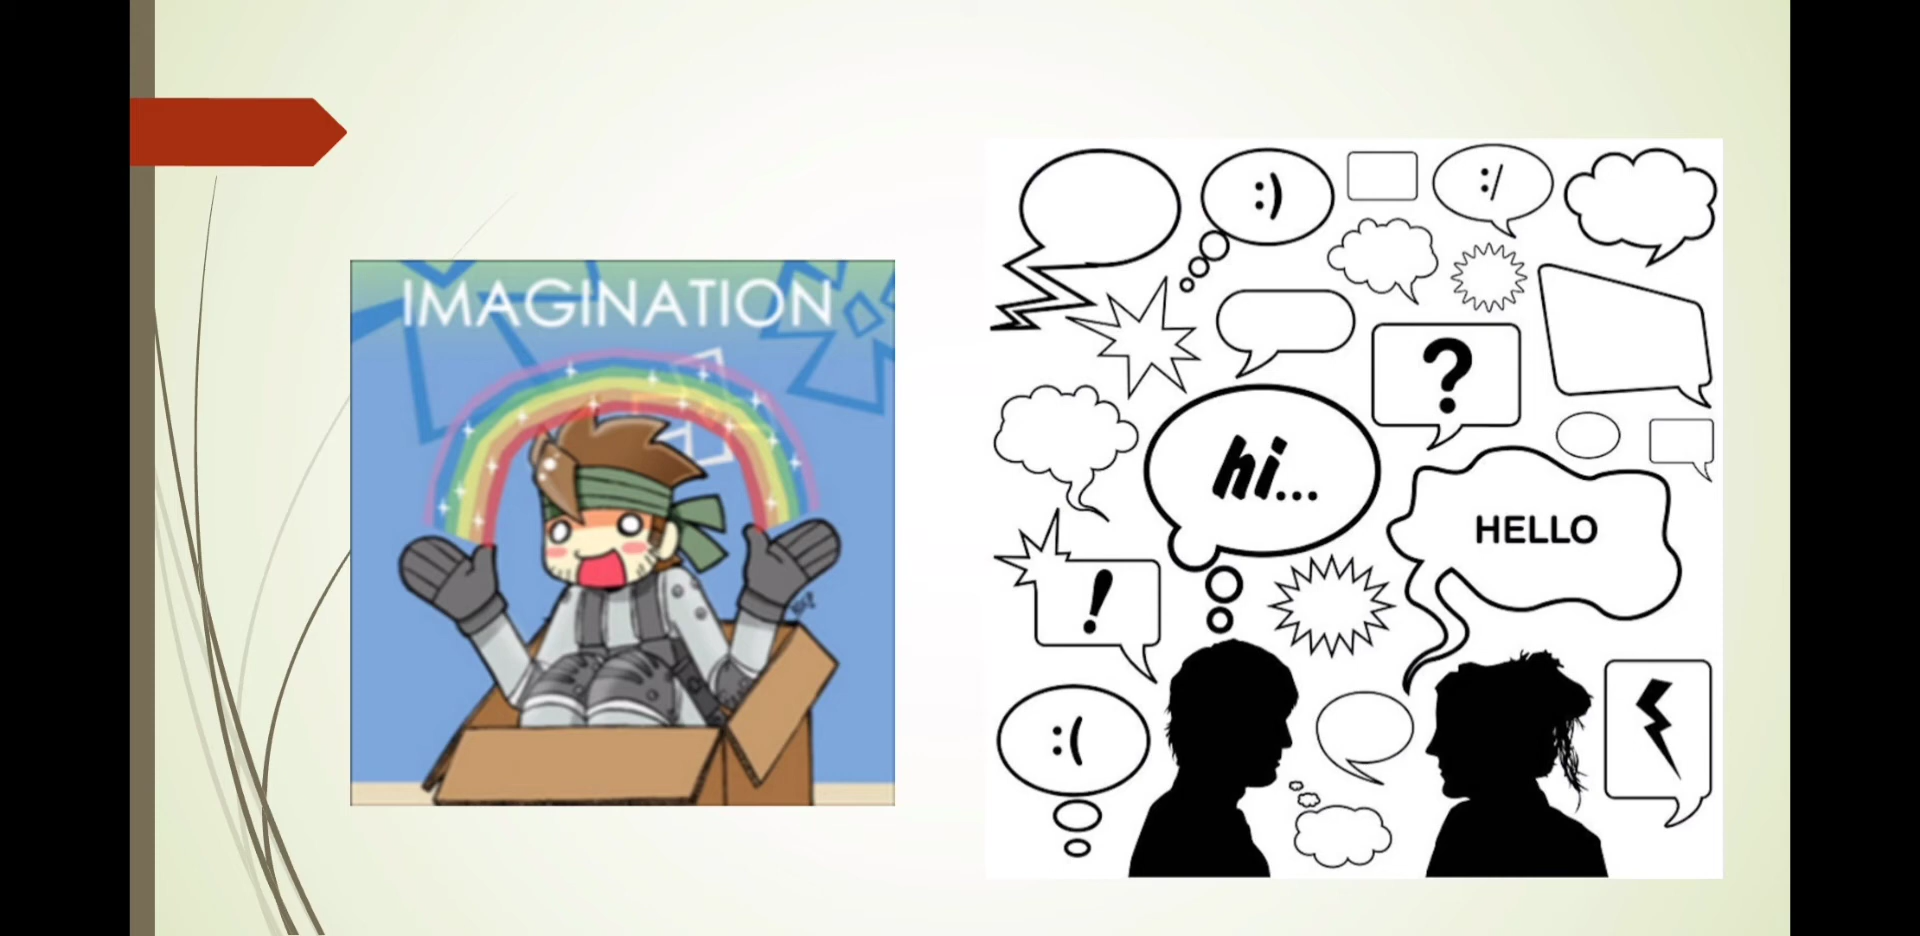 IMAGINATION
:)
:/
?
hi...
HELLO
!
:(